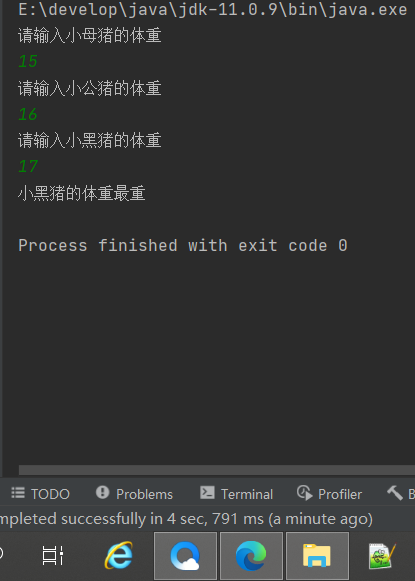 E:\develop\java\jdk-11.0.9\bin\java.exe
请输入小母猪的体重
15
请输入小公猪的体重
16
请输入小黑猪的体重
17
小黑猪的体重最重
Process finished with exit code 0
TODO Problems Terminal Profiler B
mpleted successfully in 4 sec, 791 ms (a minute ago)